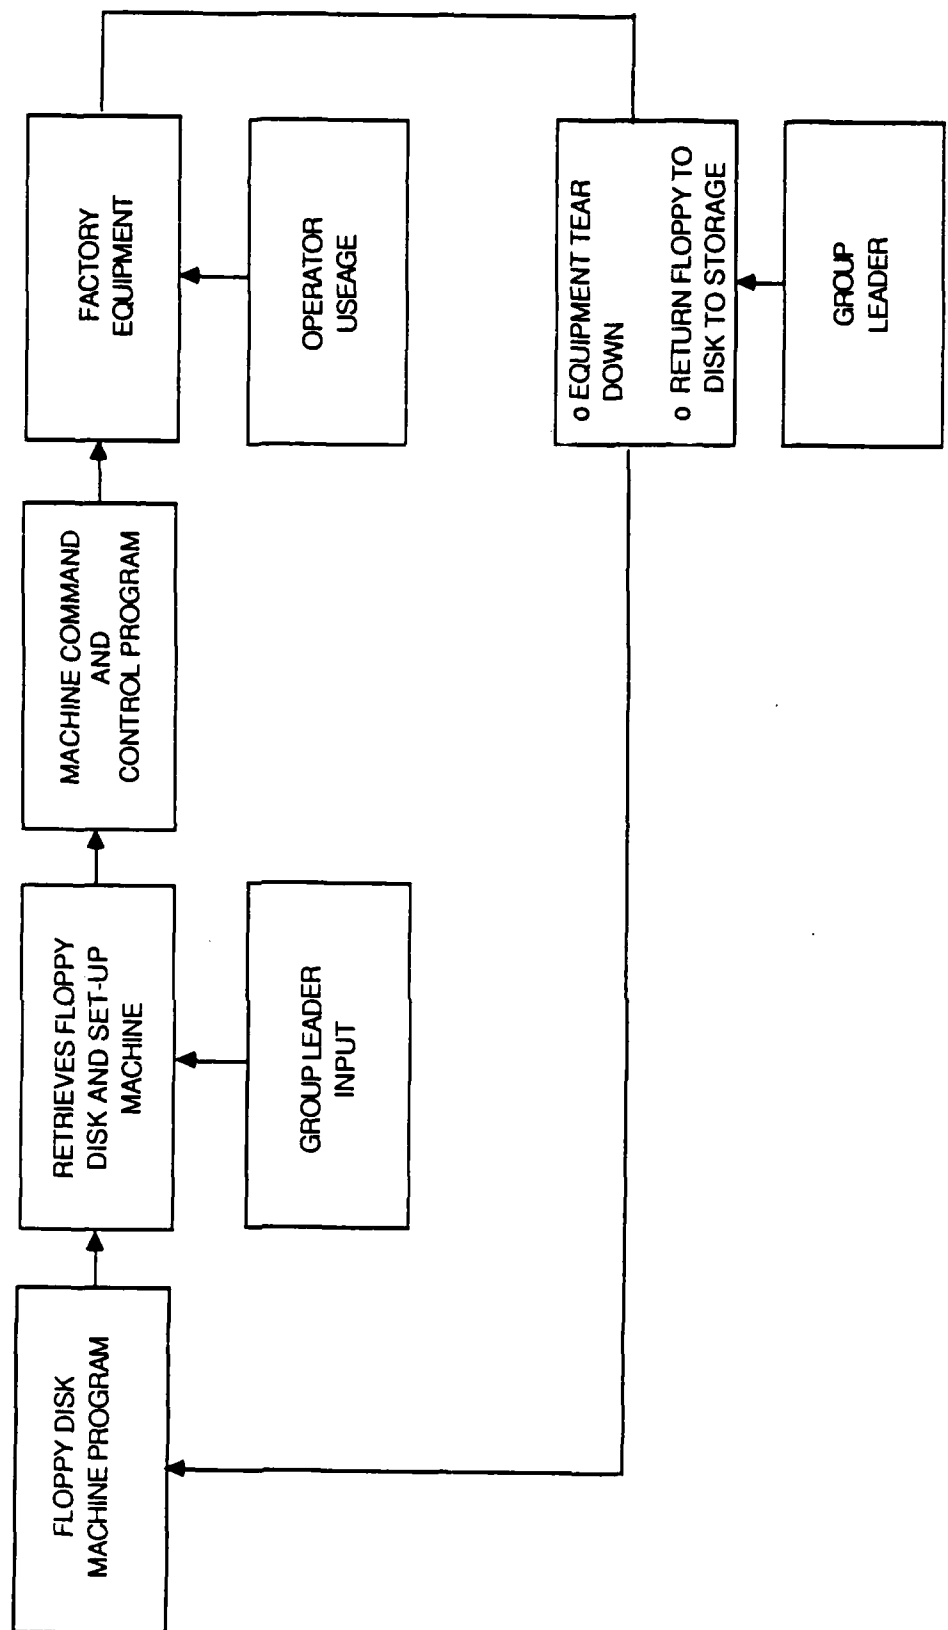 FLOPPY DISK
MACHINE PROGRAM
RETRIEVES FLOPPY
DISK AND SET-UP
MACHINE
MACHINE COMMAND
AND
CONTROL PROGRAM
FACTORY
EQUIPMENT
GROUP LEADER
INPUT
OPERATOR
USEAGE
o EQUIPMENT TEAR
DOWN
o RETURN FLOPPY TO
DISK TO STORAGE
GROUP
LEADER